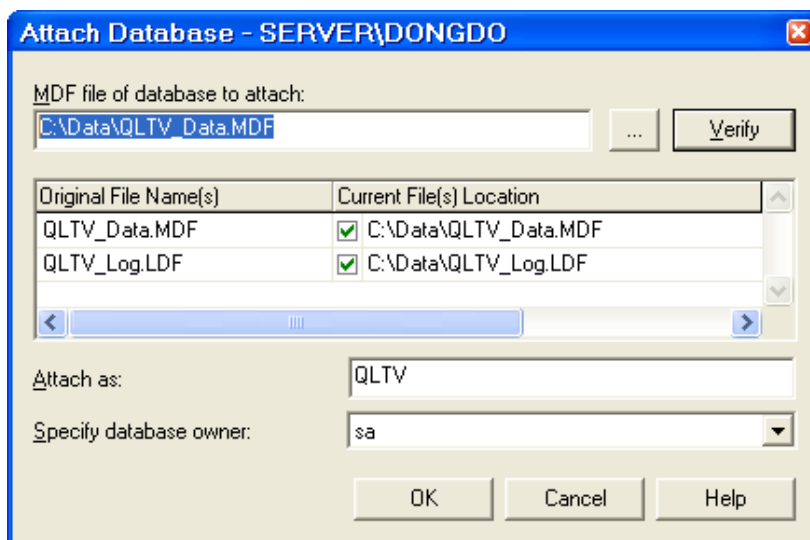 Attach Database - SERVER\DONGDO
MDF file of database to attach:
C:\Data\QLTV_Data.MDF ... Verify
Original File Name(s) Current File(s) Location
QLTV_Data.MDF C:\Data\QLTV_Data.MDF
QLTV_Log.LDF C:\Data\QLTV_Log.LDF
Attach as: QLTV
Specify database owner: sa
OK Cancel Help